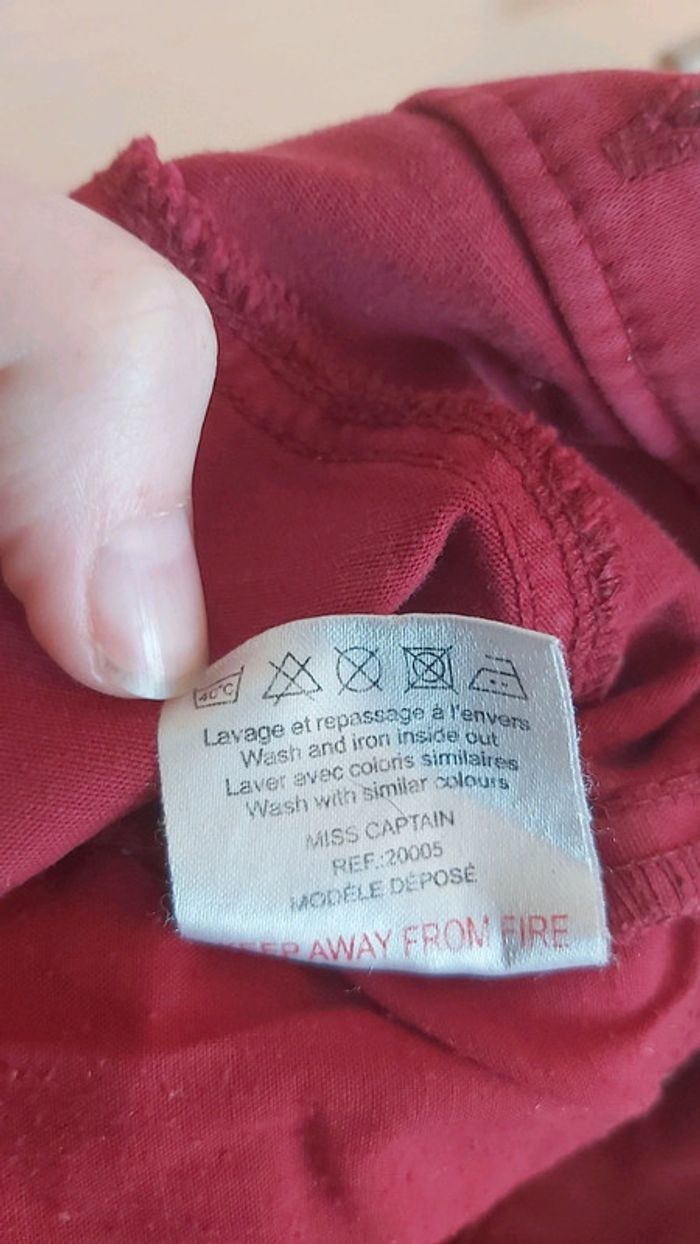 40°C
Lavage et repassage à l'envers
Wash and iron inside out
Laver avec coloris similaires
Wash with similar colours
MISS CAPTAIN
REF.:20005
MODÈLE DÉPOSÉ
KEEP AWAY FROM FIRE